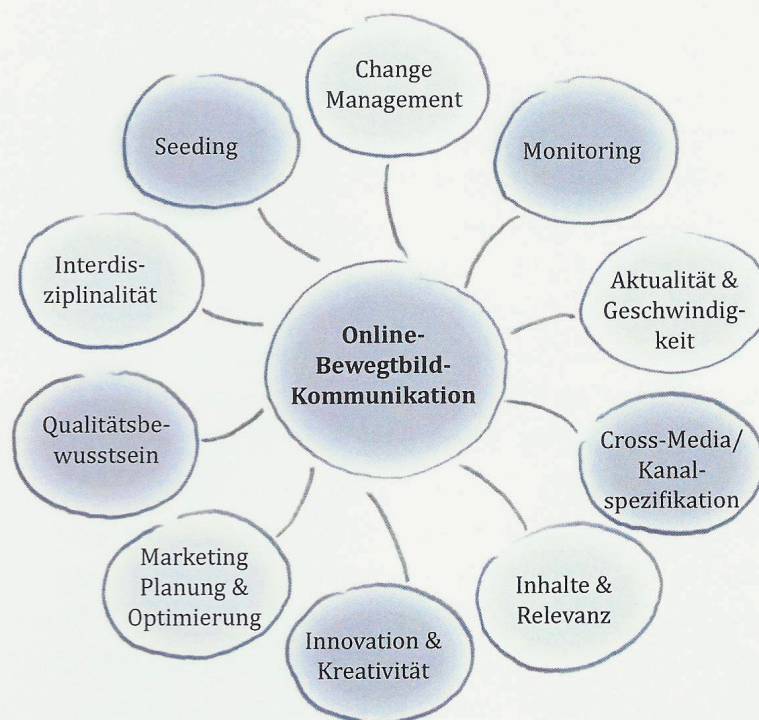 Change
Management
Seeding
Monitoring
Interdis-
ziplinalität
Aktualität &
Geschwindig-
keit
Online-
Bewegtbild-
Kommunikation
Qualitätsbe-
wusstsein
Cross-Media/
Kanal-
spezifikation
Marketing
Planung &
Optimierung
Inhalte &
Relevanz
Innovation &
Kreativität